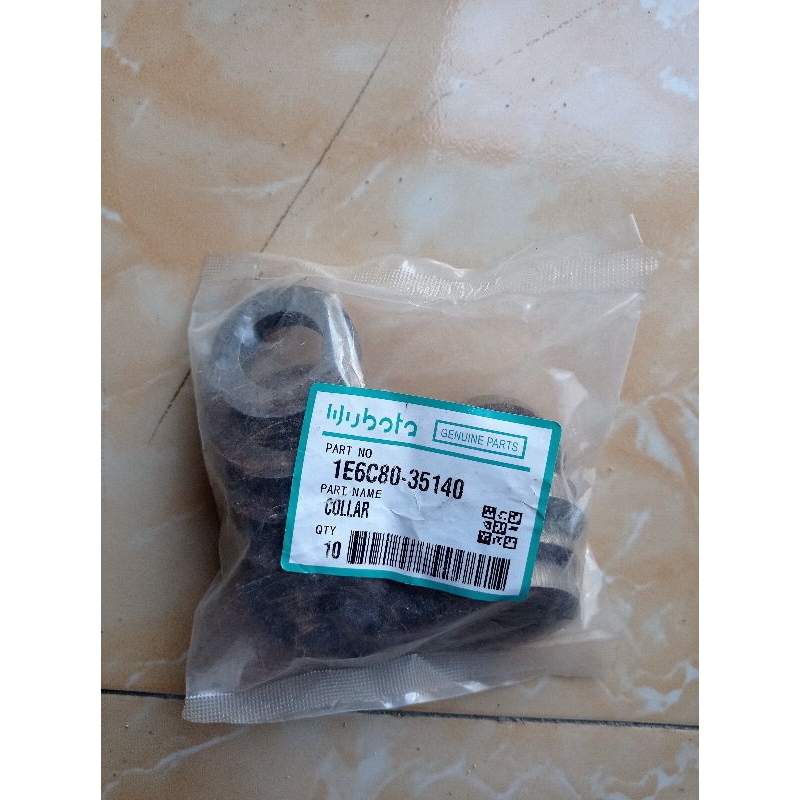 Kubota
GENUINE PARTS
PART NO
1E6C80-35140
PART NAME
COLLAR
QTY
10